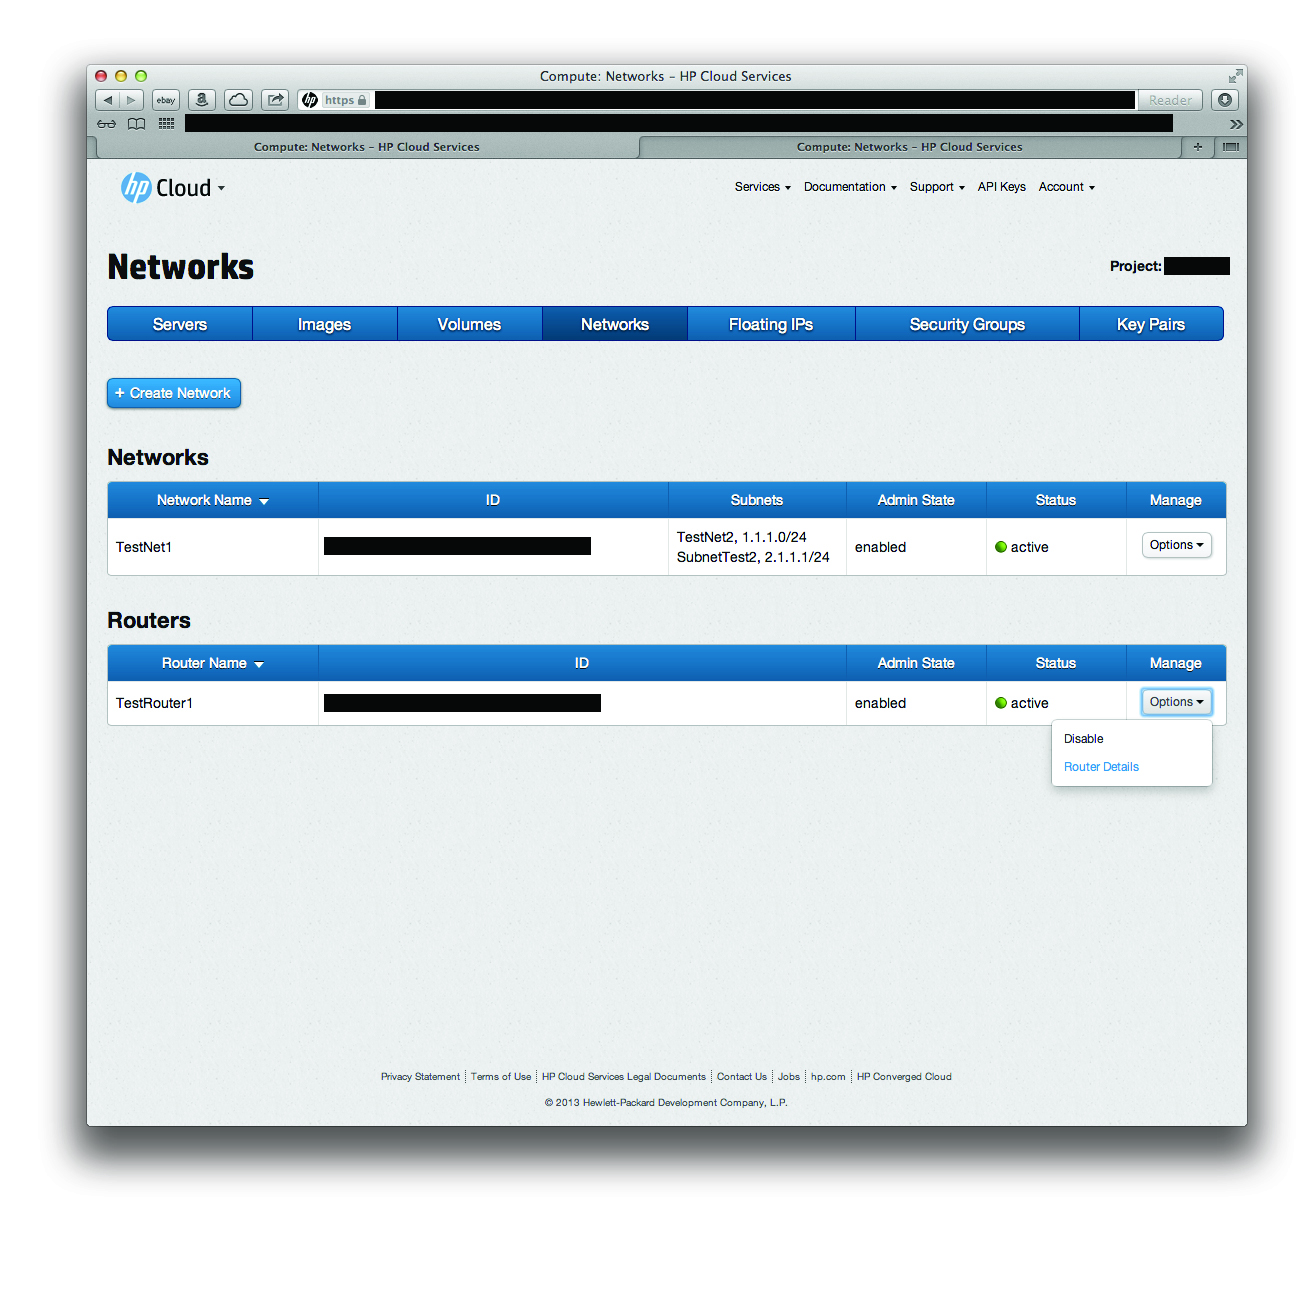 Compute: Networks – HP Cloud Services
ebay a hp https Reader
Compute: Networks – HP Cloud Services Compute: Networks – HP Cloud Services +
hp Cloud Services Documentation Support API Keys Account
Networks Project:
Servers Images Volumes Networks Floating IPs Security Groups Key Pairs
+ Create Network
Networks
Network Name ID Subnets Admin State Status Manage
TestNet1 TestNet2, 1.1.1.0/24 enabled active Options
SubnetTest2, 2.1.1.1/24
Routers
Router Name ID Admin State Status Manage
TestRouter1 enabled active Options
Disable
Router Details
Privacy Statement Terms of Use HP Cloud Services Legal Documents Contact Us Jobs hp.com HP Converged Cloud
© 2013 Hewlett-Packard Development Company, L.P.